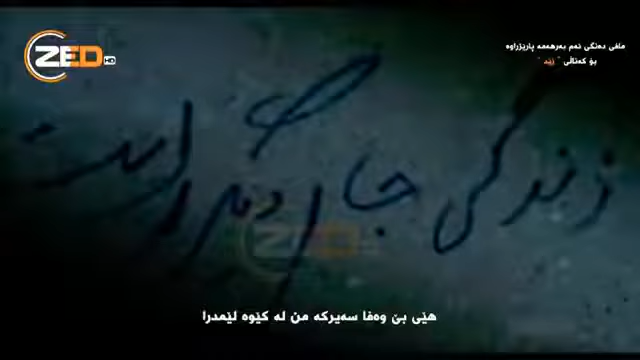 ZED HD
مافی دەنگی ئەم بەرهەمە پارێزراوە
بۆ کەناڵی " زێد "
زندگی جای دیگر است
ZED
هێی بێ وەفا سەیرکە من لە کێوە لێمدرا